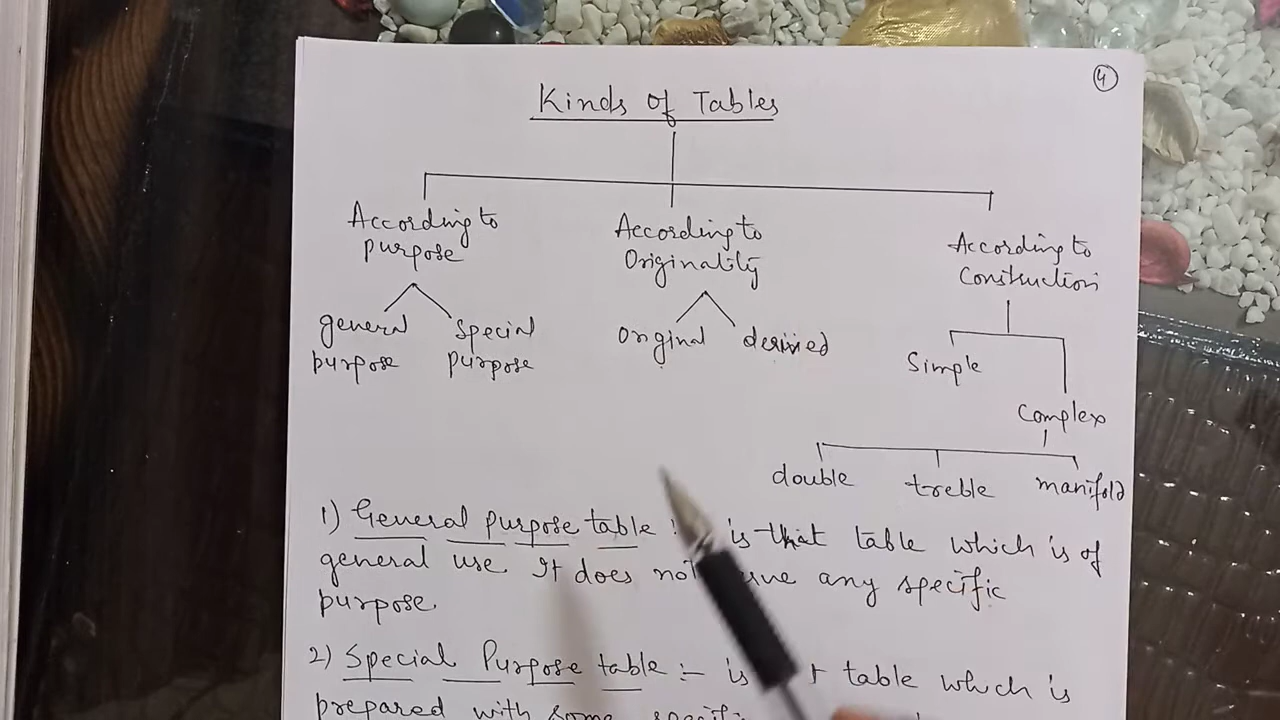 4
Kinds of Tables
According to
purpose
general
purpose
Special
purpose
According to
Originality
Original
derived
According to
Construction
Simple
Complex
double
treble
manifold
1) General purpose table : is that table which is of
general use. It does not any specific
purpose.
2) Special Purpose table :- is table which is
prepared with some